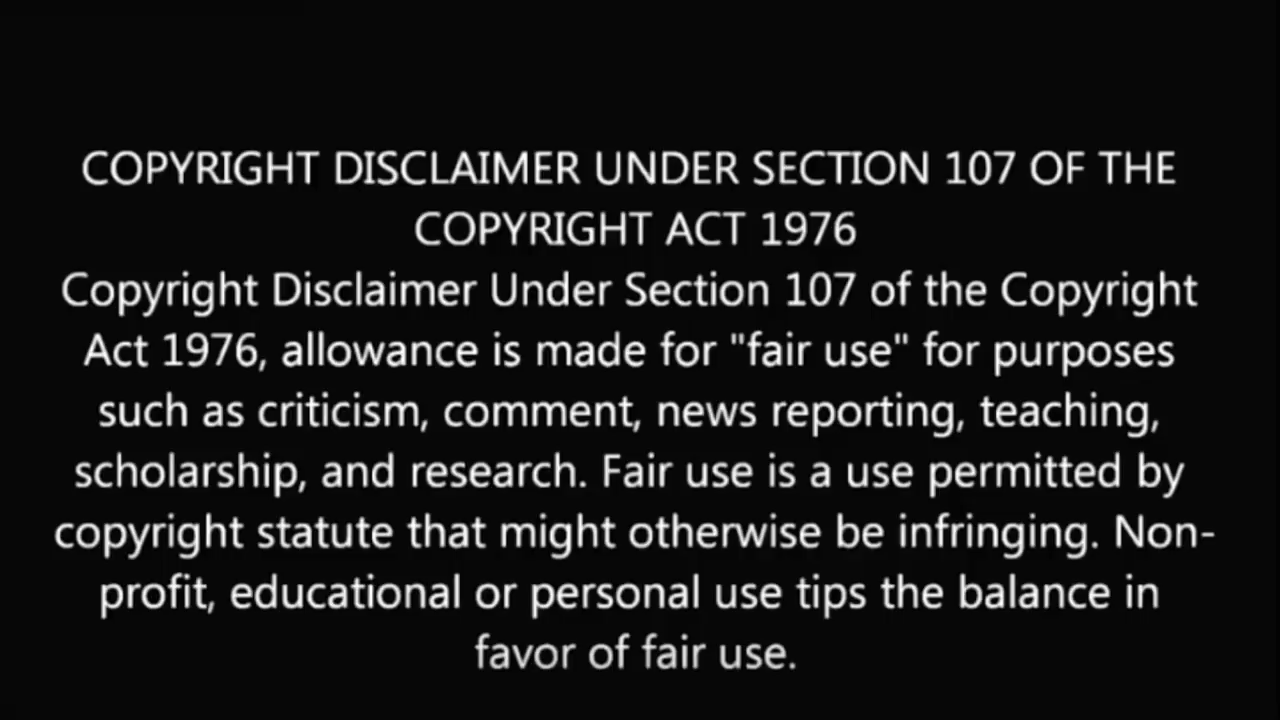 COPYRIGHT DISCLAIMER UNDER SECTION 107 OF THE
COPYRIGHT ACT 1976
Copyright Disclaimer Under Section 107 of the Copyright
Act 1976, allowance is made for "fair use" for purposes
such as criticism, comment, news reporting, teaching,
scholarship, and research. Fair use is a use permitted by
copyright statute that might otherwise be infringing. Non-
profit, educational or personal use tips the balance in
favor of fair use.